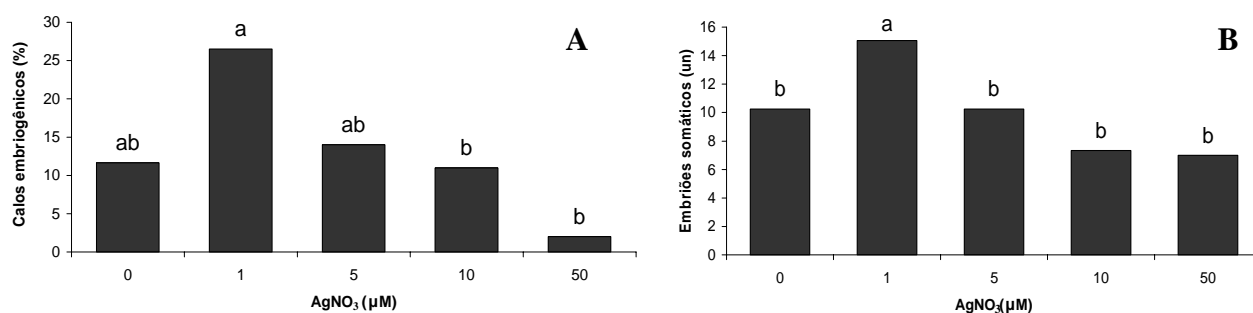 A
Calos embriogênicos (%)
30
25
20
15
10
5
0
ab
a
ab
b
b
0 1 5 10 50
AgNO₃ (µM)
B
Embriões somáticos (un)
16
14
12
10
8
6
4
2
0
b
a
b
b
b
0 1 5 10 50
AgNO₃(µM)